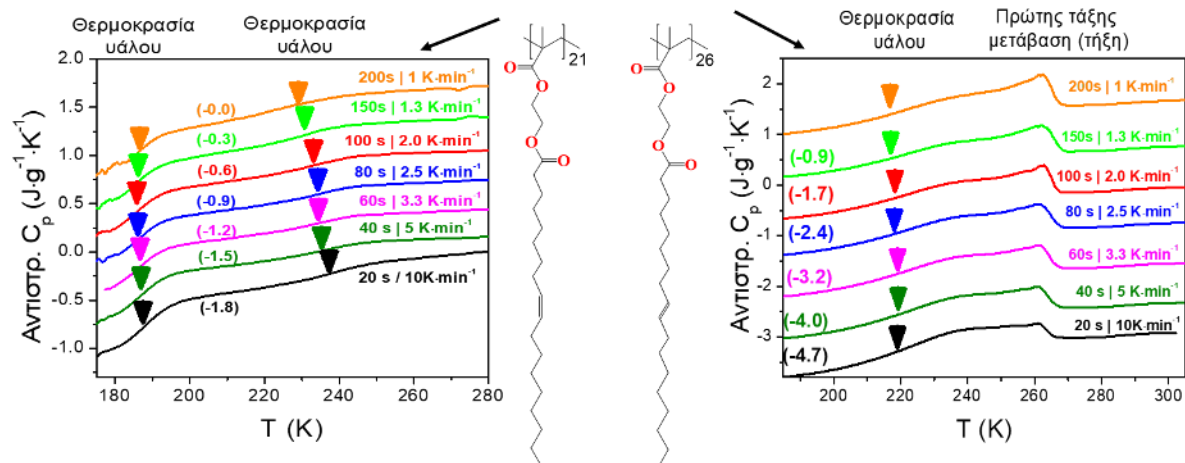 Θερμοκρασία
υάλου
Θερμοκρασία
υάλου
Αντιστρ. Cp (J·g⁻¹·K⁻¹)
2.0
1.5
1.0
0.5
0.0
-0.5
-1.0
200s | 1 K·min⁻¹
(-0.0)
150s | 1.3 K·min⁻¹
(-0.3)
100 s | 2.0 K·min⁻¹
(-0.6)
80 s | 2.5 K·min⁻¹
(-0.9)
60s | 3.3 K·min⁻¹
(-1.2)
40 s | 5 K·min⁻¹
(-1.5)
20 s / 10K·min⁻¹
(-1.8)
180 200 220 240 260 280
T (K)
21
O
O
O
O
26
O
O
O
O
Θερμοκρασία
υάλου
Πρώτης τάξης
μετάβαση (τήξη)
Αντιστρ. Cp (J·g⁻¹·K⁻¹)
2
1
0
-1
-2
-3
200s | 1 K·min⁻¹
150s | 1.3 K·min⁻¹
(-0.9)
100s | 2.0 K·min⁻¹
(-1.7)
80 s | 2.5 K·min⁻¹
(-2.4)
60s | 3.3 K·min⁻¹
(-3.2)
40 s | 5 K·min⁻¹
(-4.0)
20 s | 10K·min⁻¹
(-4.7)
200 220 240 260 280 300
T (K)